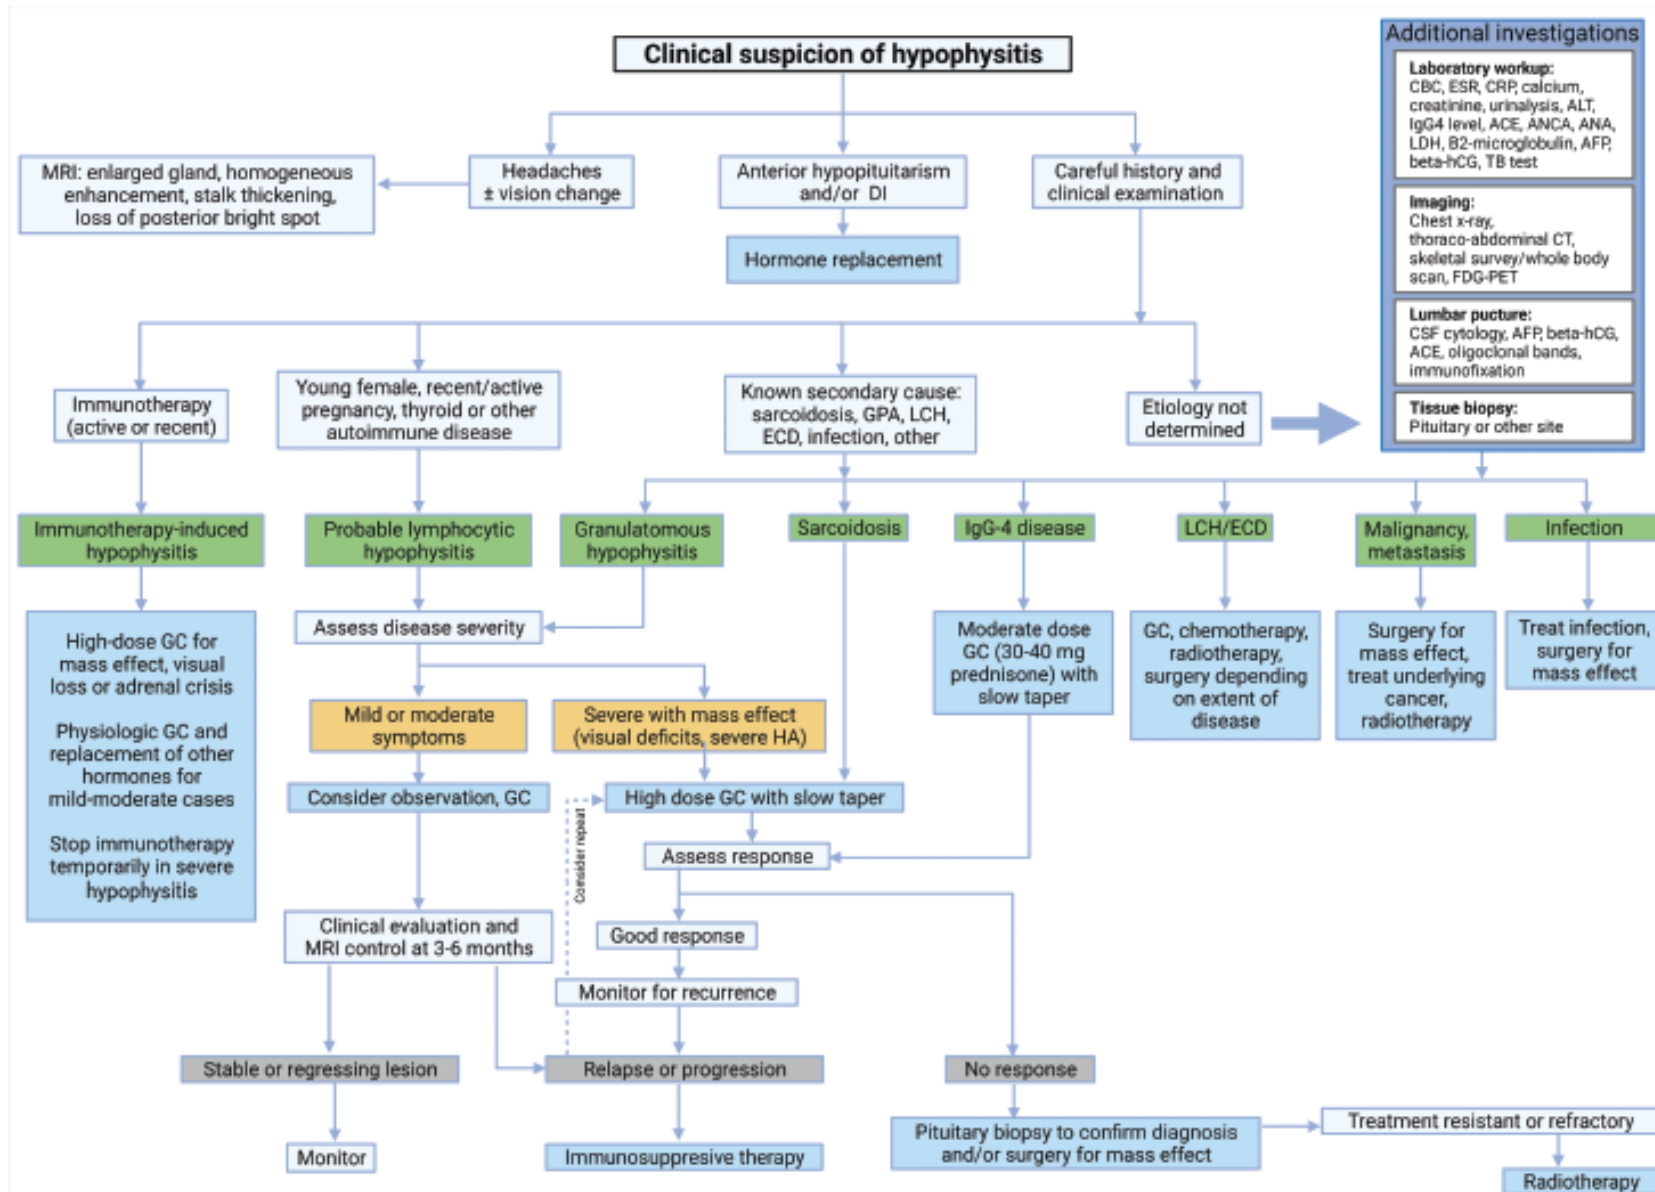 Clinical suspicion of hypophysitis
MRI: enlarged gland, homogeneous
enhancement, stalk thickening,
loss of posterior bright spot
Headaches
± vision change
Anterior hypopituitarism
and/or DI
Careful history and
clinical examination
Hormone replacement
Additional investigations
Laboratory workup:
CBC, ESR, CRP, calcium,
creatinine, urinalysis, ALT,
IgG4 level, ACE, ANCA, ANA,
LDH, B2-microglobulin, AFP,
beta-hCG, TB test
Imaging:
Chest x-ray,
thoraco-abdominal CT,
skeletal survey/whole body
scan, FDG-PET
Lumbar pucture:
CSF cytology, AFP, beta-hCG,
ACE, oligoclonal bands,
immunofixation
Tissue biopsy:
Pituitary or other site
Immunotherapy
(active or recent)
Young female, recent/active
pregnancy, thyroid or other
autoimmune disease
Known secondary cause:
sarcoidosis, GPA, LCH,
ECD, infection, other
Etiology not
determined
Immunotherapy-induced
hypophysitis
Probable lymphocytic
hypophysitis
Granulatomous
hypophysitis
Sarcoidosis
IgG-4 disease
LCH/ECD
Malignancy,
metastasis
Infection
High-dose GC for
mass effect, visual
loss or adrenal crisis
Physiologic GC and
replacement of other
hormones for
mild-moderate cases
Stop immunotherapy
temporarily in severe
hypophysitis
Assess disease severity
Moderate dose
GC (30-40 mg
prednisone) with
slow taper
GC, chemotherapy,
radiotherapy,
surgery depending
on extent of
disease
Surgery for
mass effect,
treat underlying
cancer,
radiotherapy
Treat infection,
surgery for
mass effect
Mild or moderate
symptoms
Severe with mass effect
(visual deficits, severe HA)
Consider observation, GC
High dose GC with slow taper
Consider repeat
Assess response
Clinical evaluation and
MRI control at 3-6 months
Good response
Monitor for recurrence
Stable or regressing lesion
Relapse or progression
No response
Monitor
Immunosuppresive therapy
Pituitary biopsy to confirm diagnosis
and/or surgery for mass effect
Treatment resistant or refractory
Radiotherapy